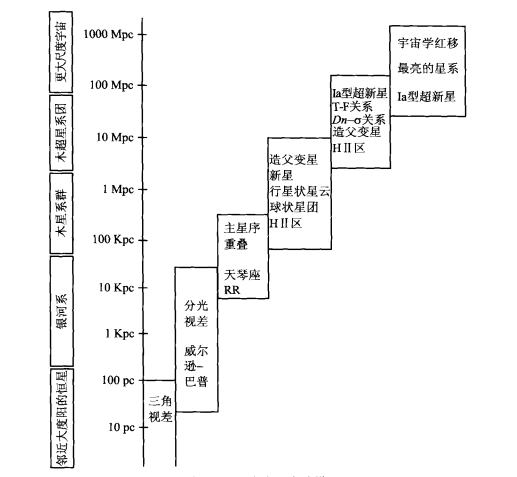 更大尺度宇宙
木超星系团
木星系群
银河系
邻近大度阳的恒星
1000 Mpc
100 Mpc
10 Mpc
1 Mpc
100 Kpc
10 Kpc
1 Kpc
100 pc
10 pc
三角
视差
分光
视差
威尔
逊-
巴普
主星序
重叠
天琴座
RR
造父变星
新星
行星状星云
球状星团
HⅡ区
Ia型超新星
T-F关系
Dn-σ关系
造父变星
HⅡ区
宇宙学红移
最亮的星系
Ia型超新星